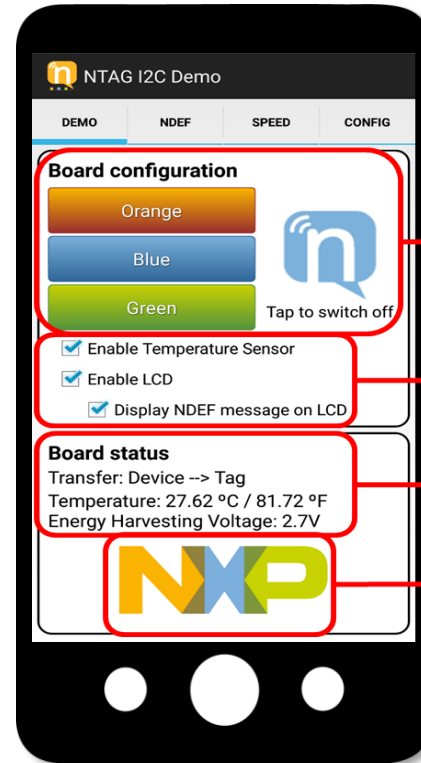 NTAG I2C Demo
DEMO NDEF SPEED CONFIG
Board configuration
Orange
Blue
Green
Tap to switch off
Enable Temperature Sensor
Enable LCD
Display NDEF message on LCD
Board status
Transfer: Device --> Tag
Temperature: 27.62 ºC / 81.72 ºF
Energy Harvesting Voltage: 2.7V
NXP